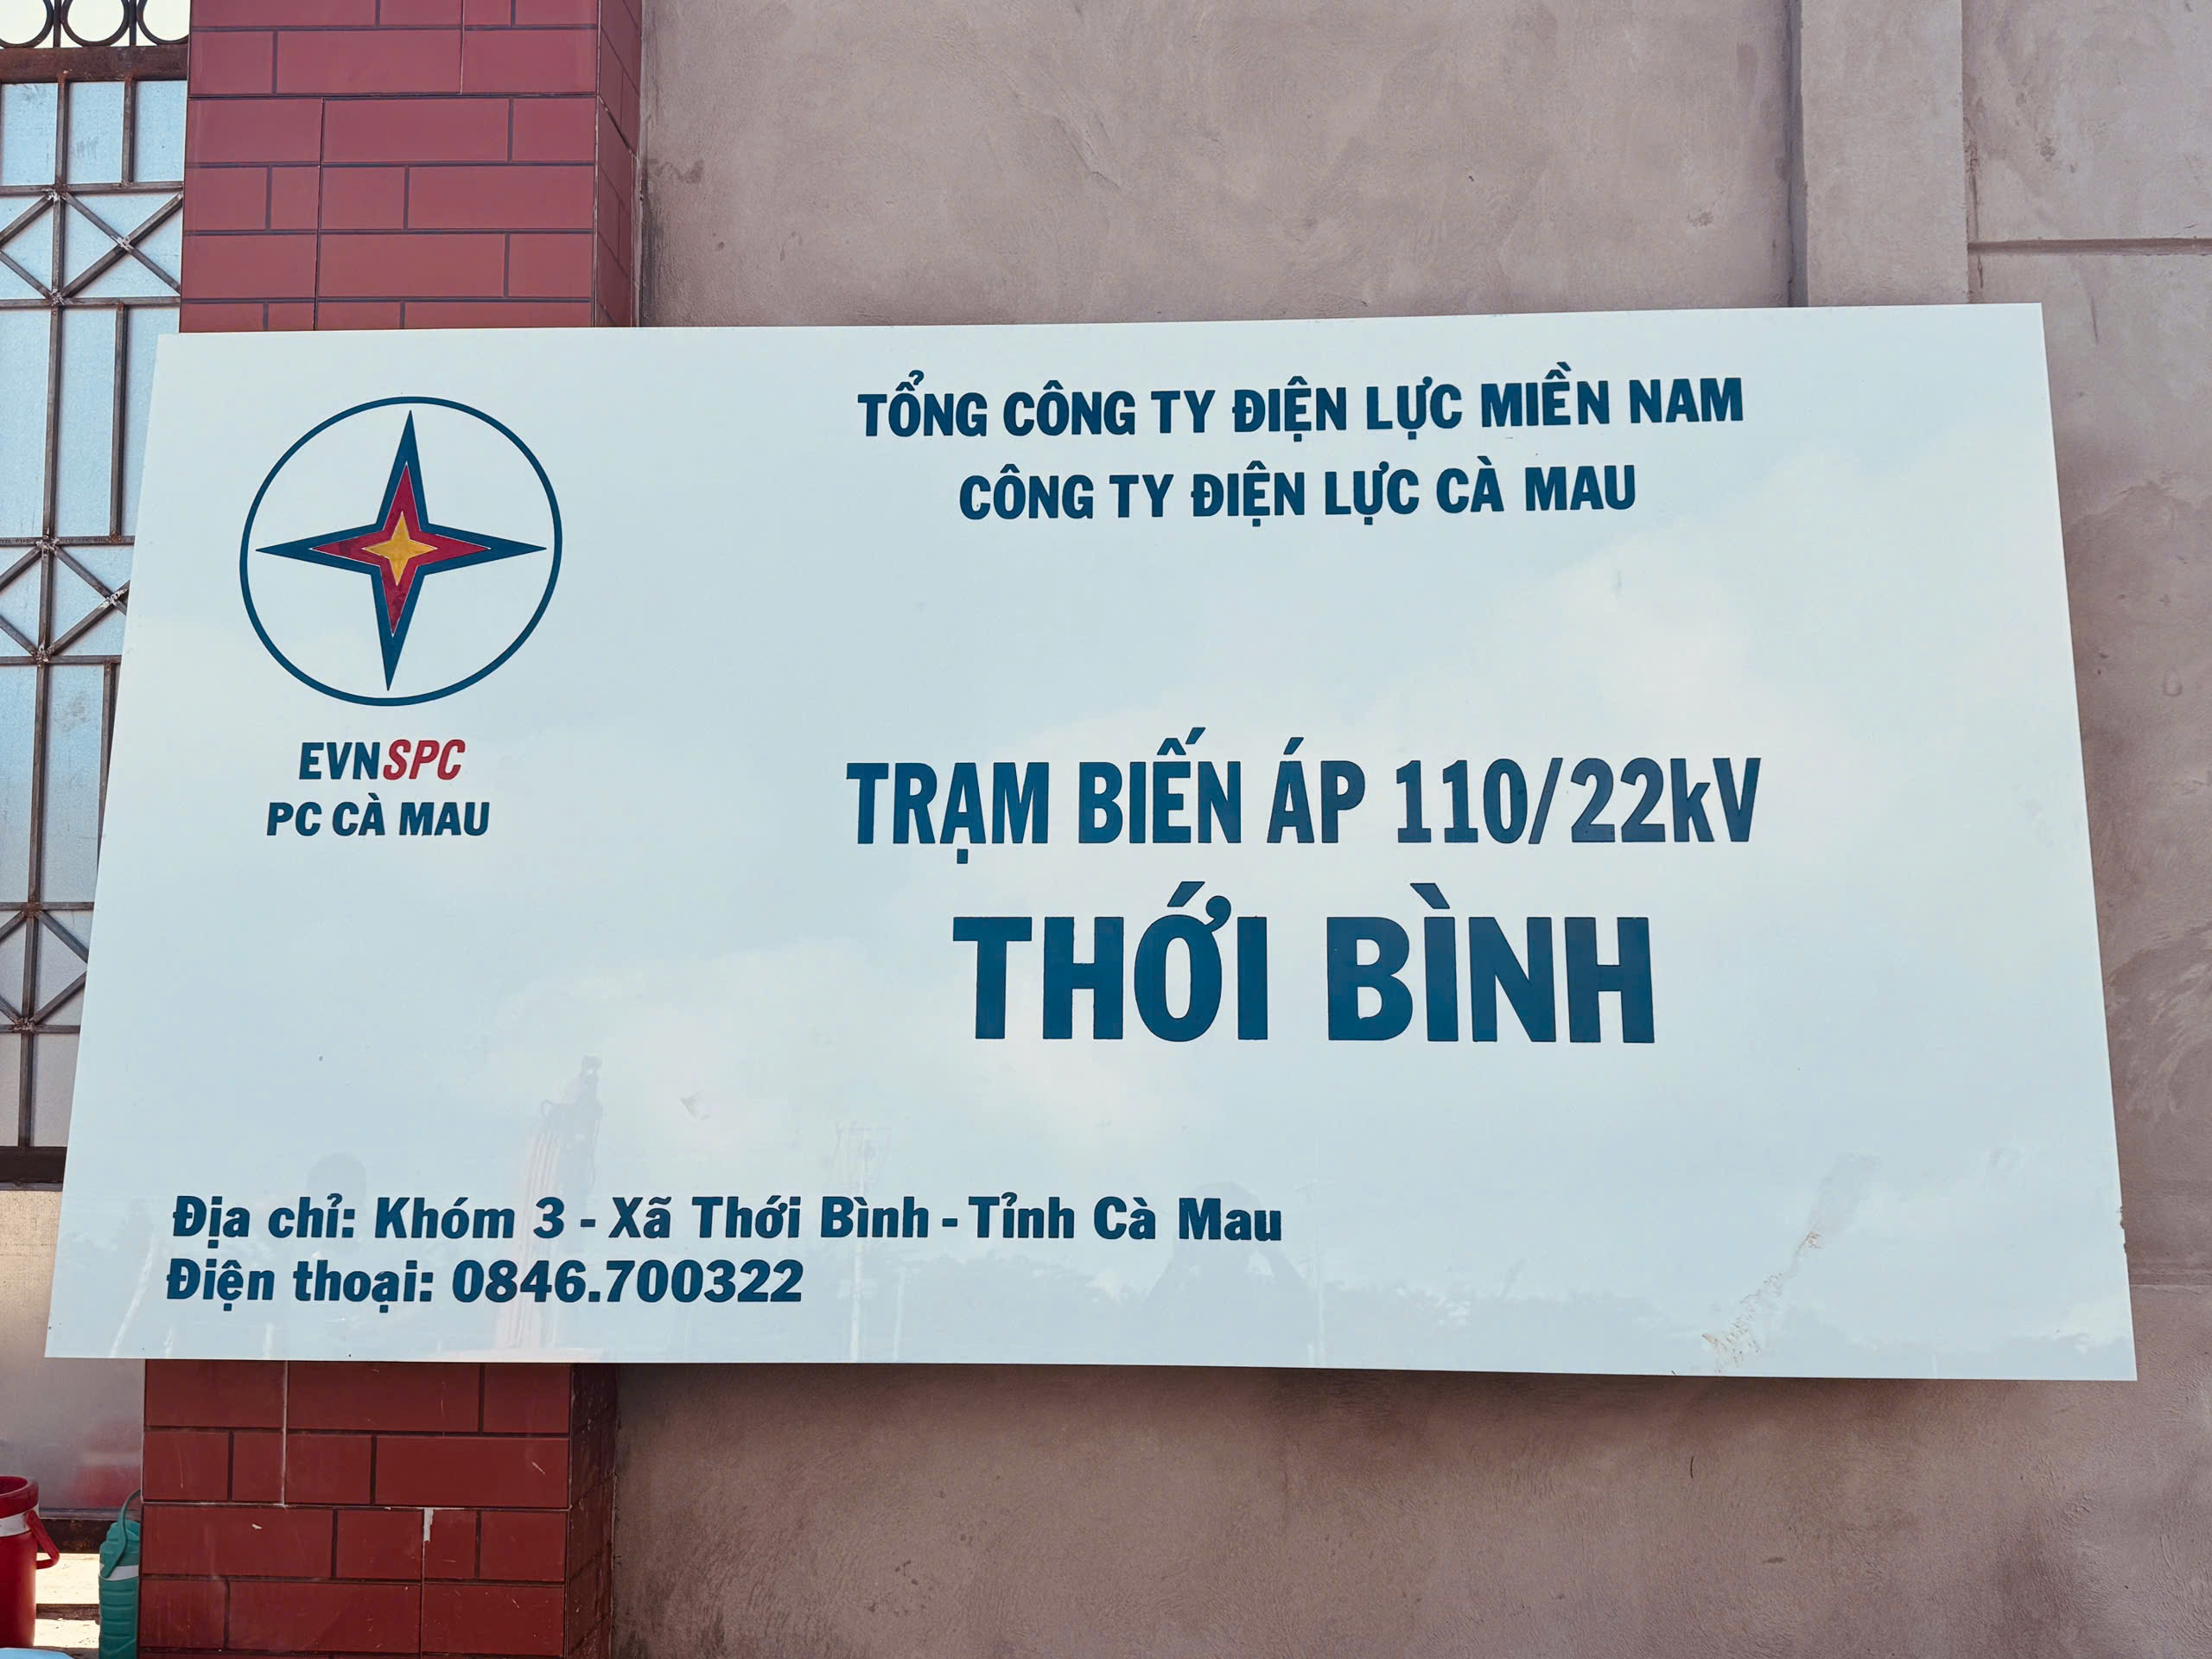 TỔNG CÔNG TY ĐIỆN LỰC MIỀN NAM
CÔNG TY ĐIỆN LỰC CÀ MAU
EVNSPC
PC CÀ MAU
TRẠM BIẾN ÁP 110/22kV
THỚI BÌNH
Địa chỉ: Khóm 3 - Xã Thới Bình - Tỉnh Cà Mau
Điện thoại: 0846.700322